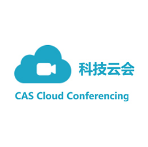 科技云会
CAS Cloud Conferencing